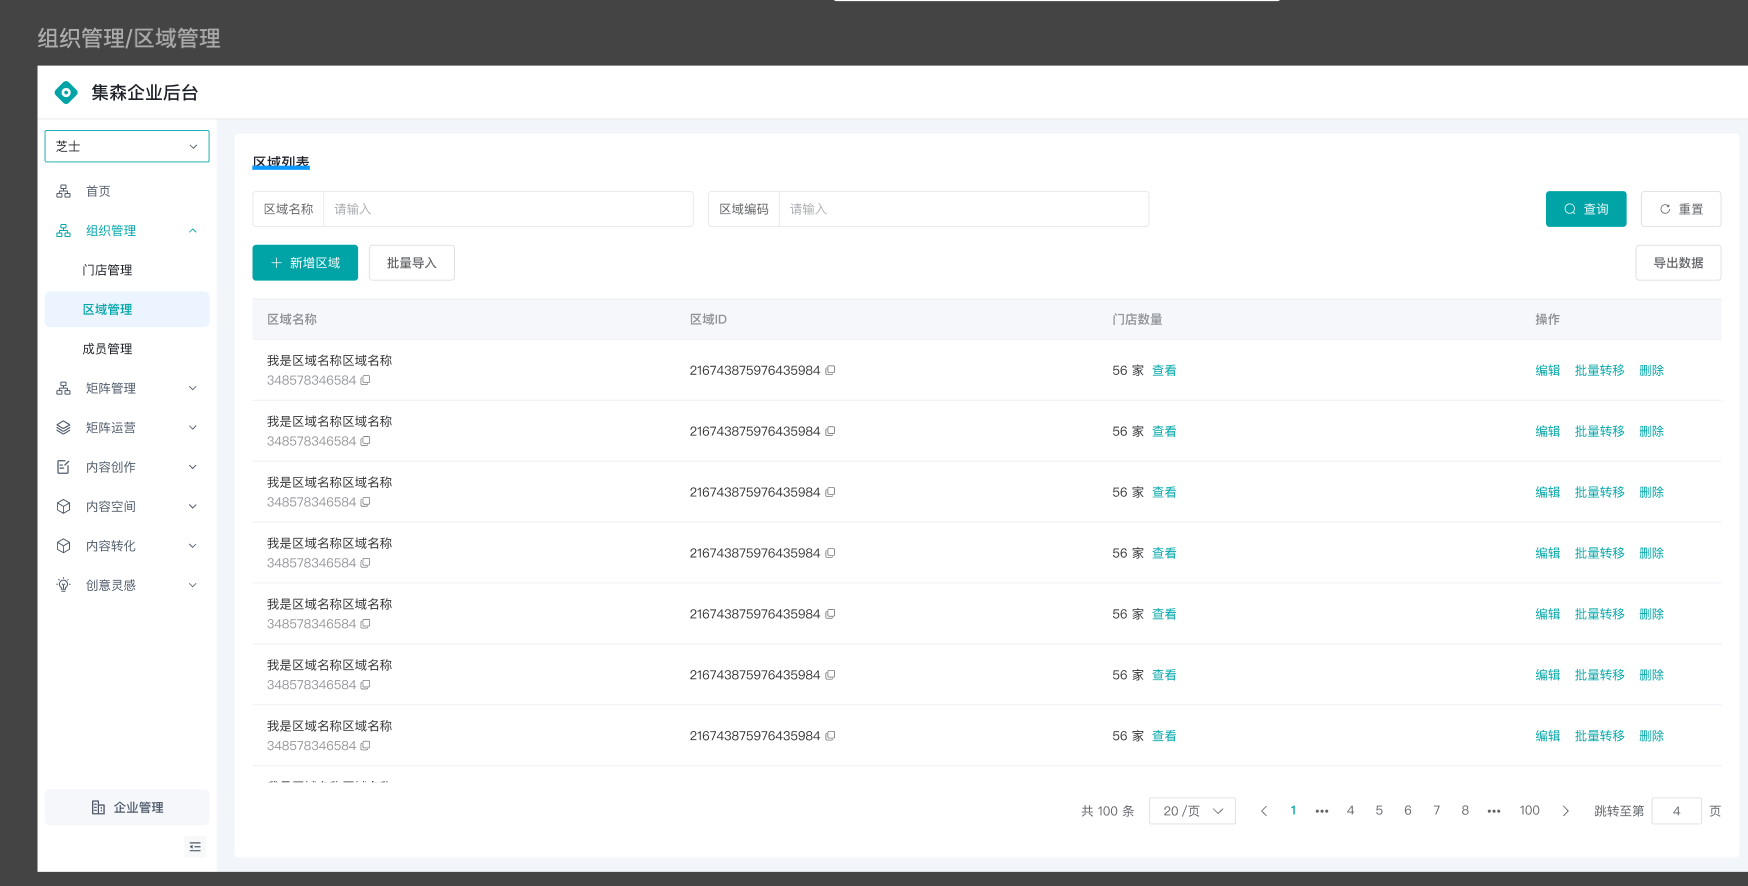 组织管理/区域管理
集森企业后台
芝士
首页
组织管理
门店管理
区域管理
成员管理
矩阵管理
矩阵运营
内容创作
内容空间
内容转化
创意灵感
企业管理
区域列表
区域名称 请输入 区域编码 请输入 查询 重置
新增区域 批量导入 导出数据
区域名称 区域ID 门店数量 操作
我是区域名称区域名称
348578346584
216743875976435984 56 家 查看 编辑 批量转移 删除
我是区域名称区域名称
348578346584
216743875976435984 56 家 查看 编辑 批量转移 删除
我是区域名称区域名称
348578346584
216743875976435984 56 家 查看 编辑 批量转移 删除
我是区域名称区域名称
348578346584
216743875976435984 56 家 查看 编辑 批量转移 删除
我是区域名称区域名称
348578346584
216743875976435984 56 家 查看 编辑 批量转移 删除
我是区域名称区域名称
348578346584
216743875976435984 56 家 查看 编辑 批量转移 删除
我是区域名称区域名称
348578346584
216743875976435984 56 家 查看 编辑 批量转移 删除
共 100 条 20 /页 1 ••• 4 5 6 7 8 ••• 100 跳转至第 4 页